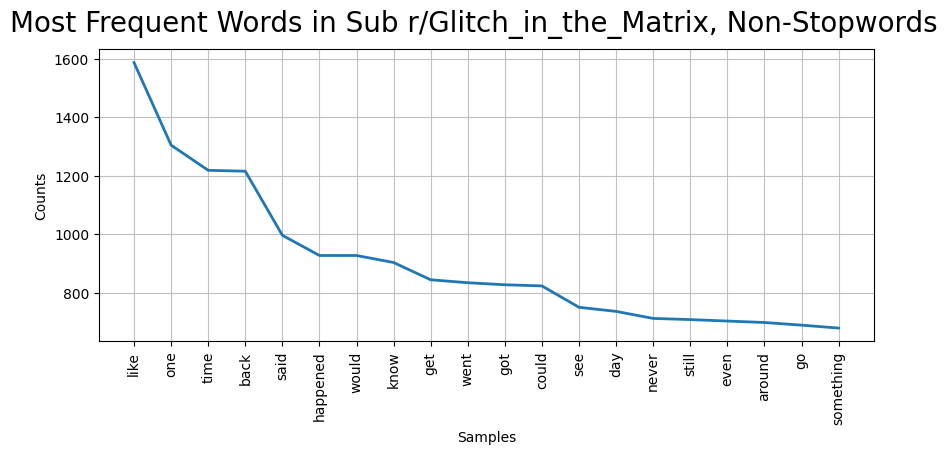 Most Frequent Words in Sub r/Glitch_in_the_Matrix, Non-Stopwords
1600
1400
1200
1000
800
Counts
like
one
time
back
said
happened
would
know
get
went
got
could
see
day
never
still
even
around
go
something
Samples